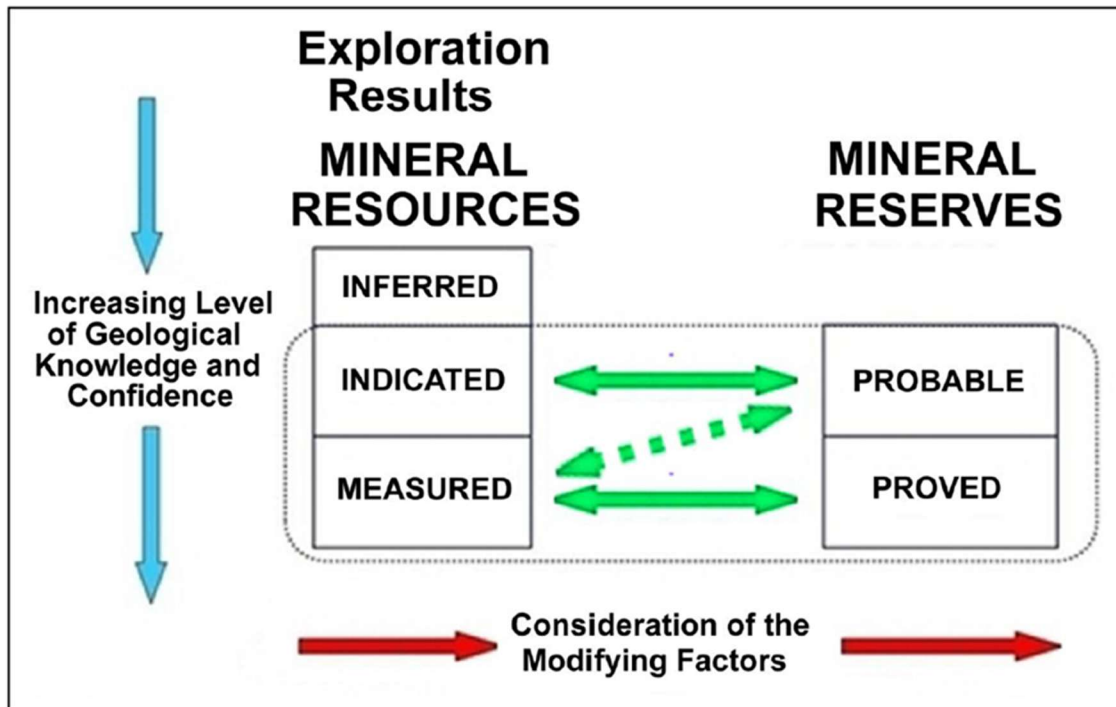 Exploration
Results
MINERAL
RESOURCES
MINERAL
RESERVES
INFERRED
Increasing Level
of Geological
Knowledge and
Confidence
INDICATED
PROBABLE
MEASURED
PROVED
Consideration of the
Modifying Factors